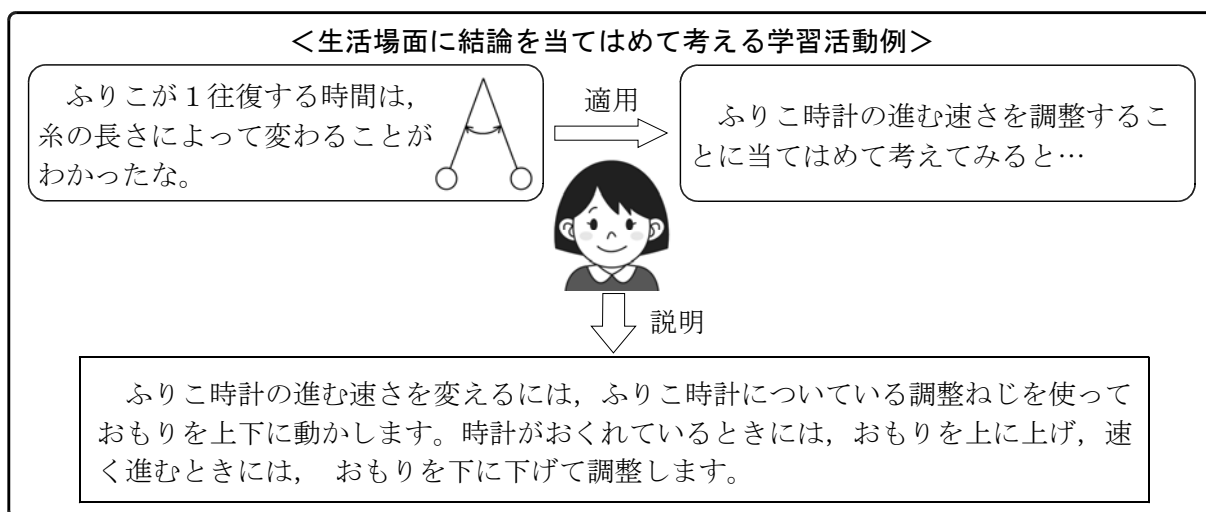 ＜生活場面に結論を当てはめて考える学習活動例＞
ふりこが１往復する時間は，
糸の長さによって変わることが
わかったな。
適用
ふりこ時計の進む速さを調整するこ
とに当てはめて考えてみると…
説明
ふりこ時計の進む速さを変えるには，ふりこ時計についている調整ねじを使って
おもりを上下に動かします。時計がおくれているときには，おもりを上に上げ，速
く進むときには，　おもりを下に下げて調整します。